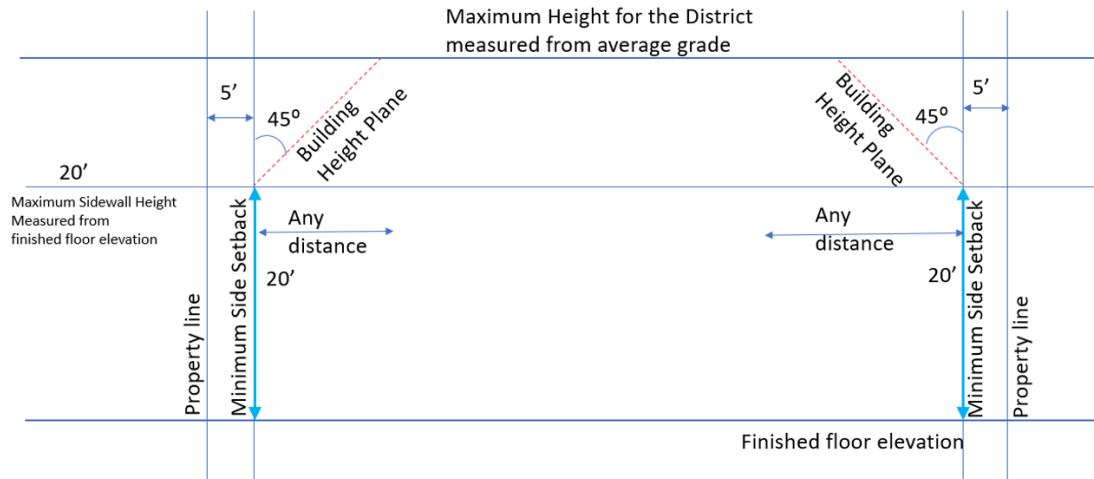 Maximum Height for the District
measured from average grade
5’
45⁰
Building
Height Plane
Building
Height Plane
45⁰
5’
20’
Maximum Sidewall Height
Measured from
finished floor elevation
Property line
Minimum Side Setback
Any
distance
20’
Any
distance
20’
Minimum Side Setback
Property line
Finished floor elevation